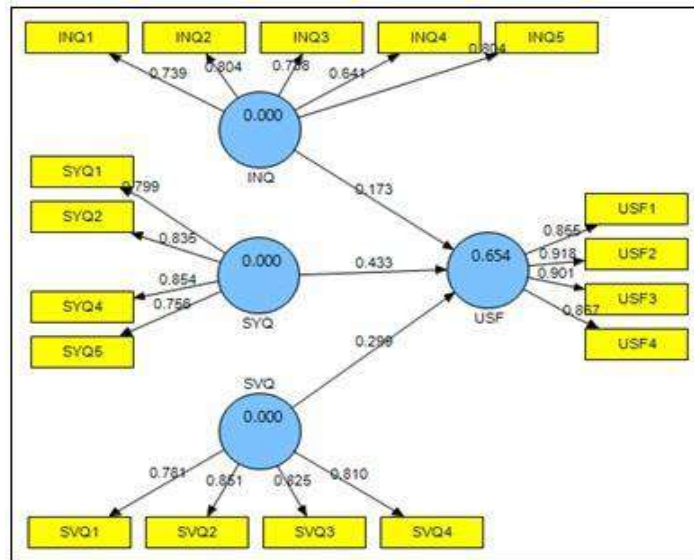 INQ1 INQ2 INQ3 INQ4 INQ5
0.739 0.804 0.641 0.804
0.000
INQ
0.173
SYQ1
0.799
SYQ2
0.835
0.000
0.433
SYQ4
0.854
SYQ5
0.756
SYQ
USF1
0.865
USF2
0.918
0.654
USF3
0.901
USF4
USF
0.299
SVQ
0.000
0.781 0.825 0.810
SVQ1 SVQ2 SVQ3 SVQ4